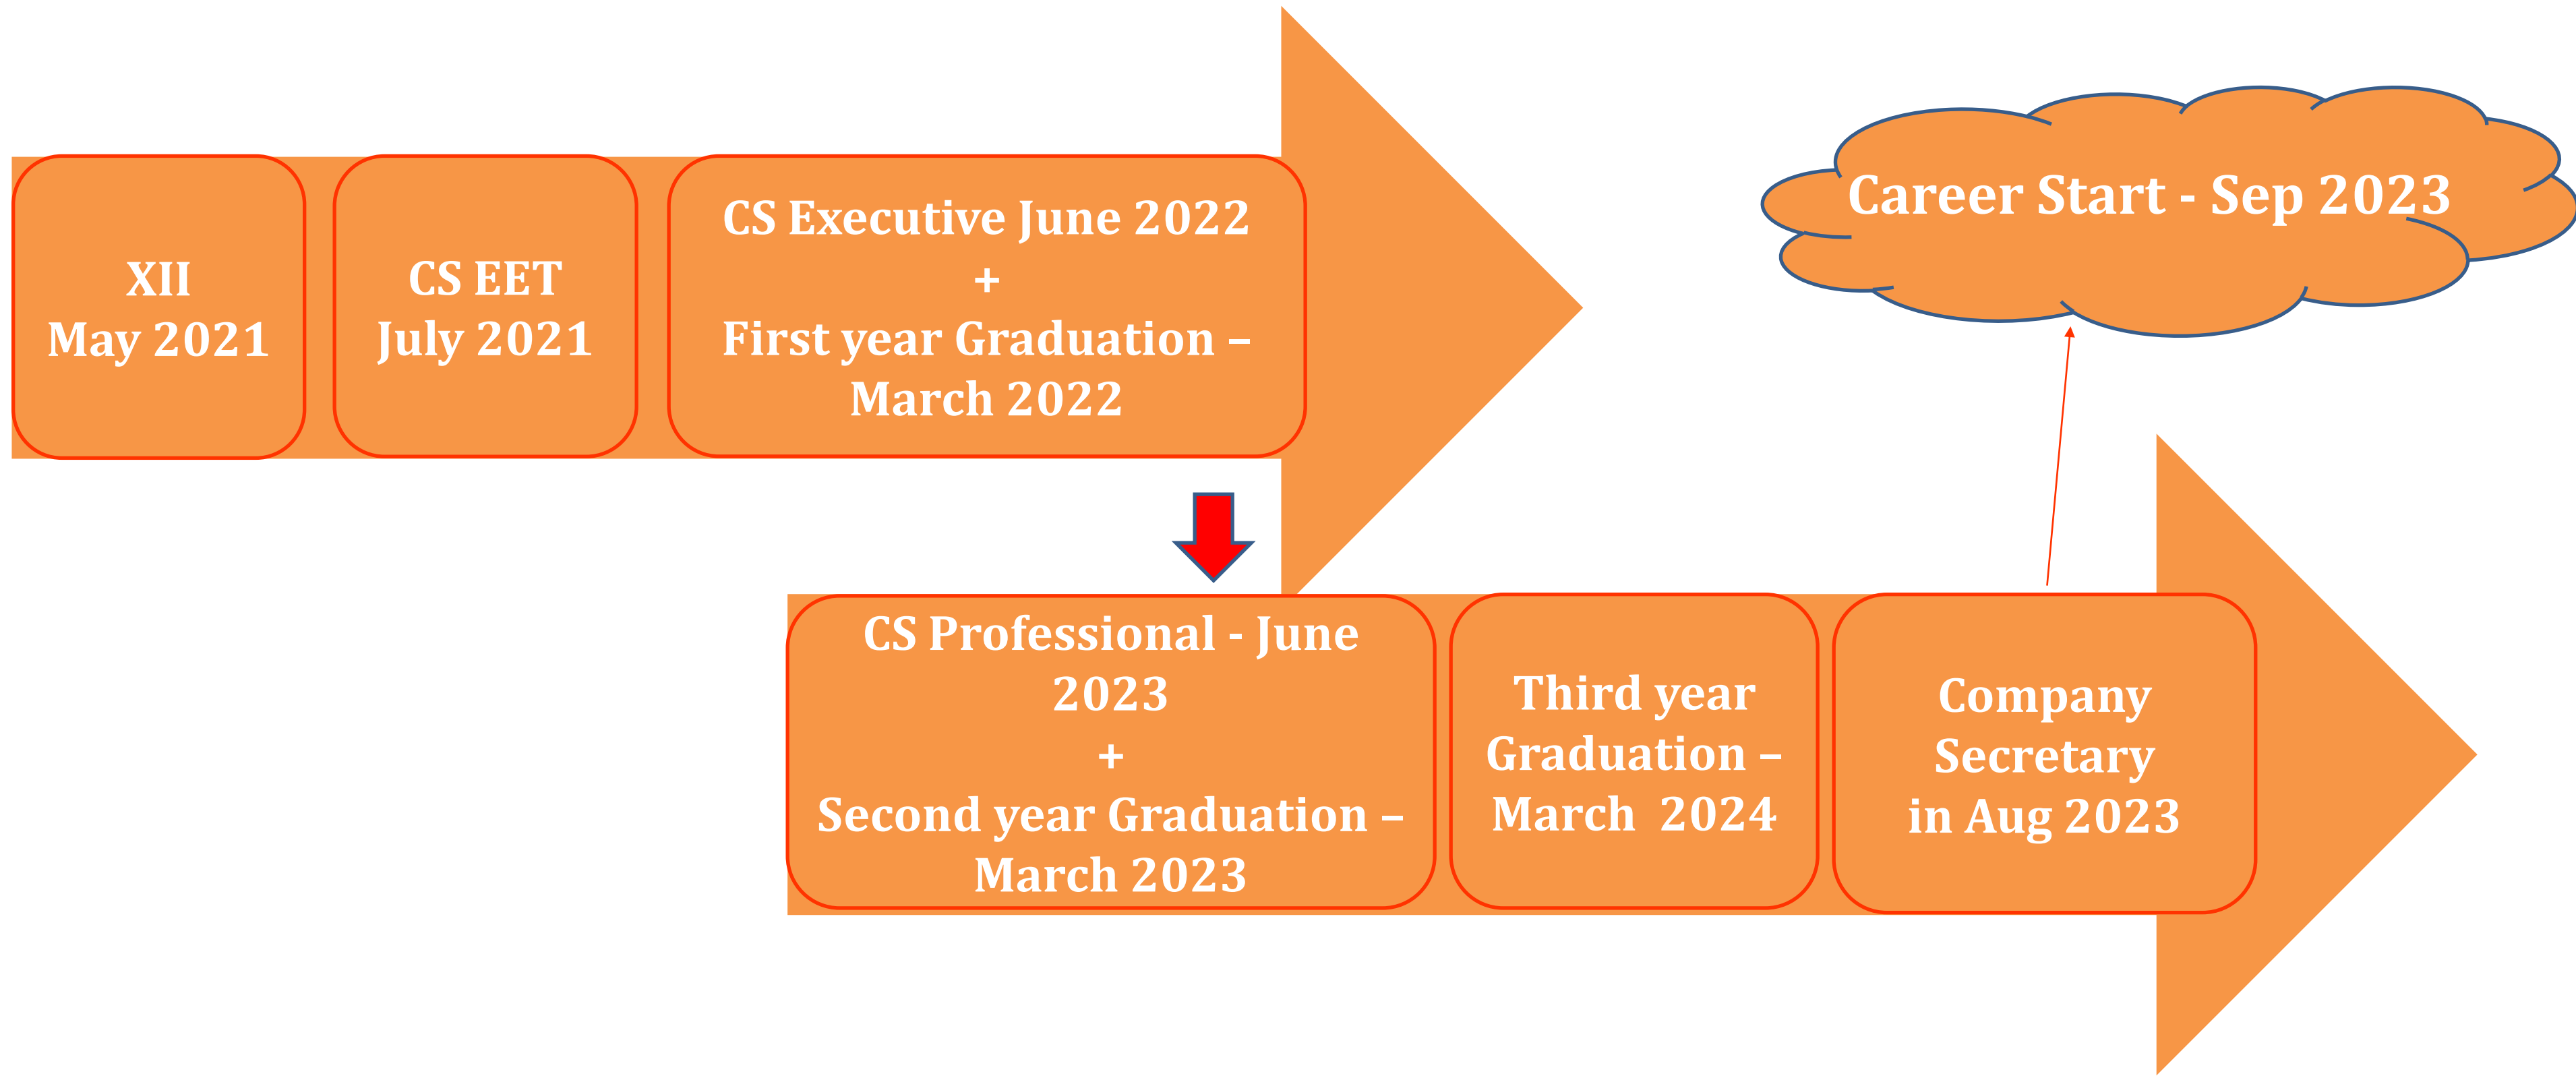 XII
May 2021
CS EET
July 2021
CS Executive June 2022
+
First year Graduation –
March 2022
Career Start - Sep 2023
CS Professional - June
2023
+
Second year Graduation –
March 2023
Third year
Graduation –
March  2024
Company
Secretary
in Aug 2023